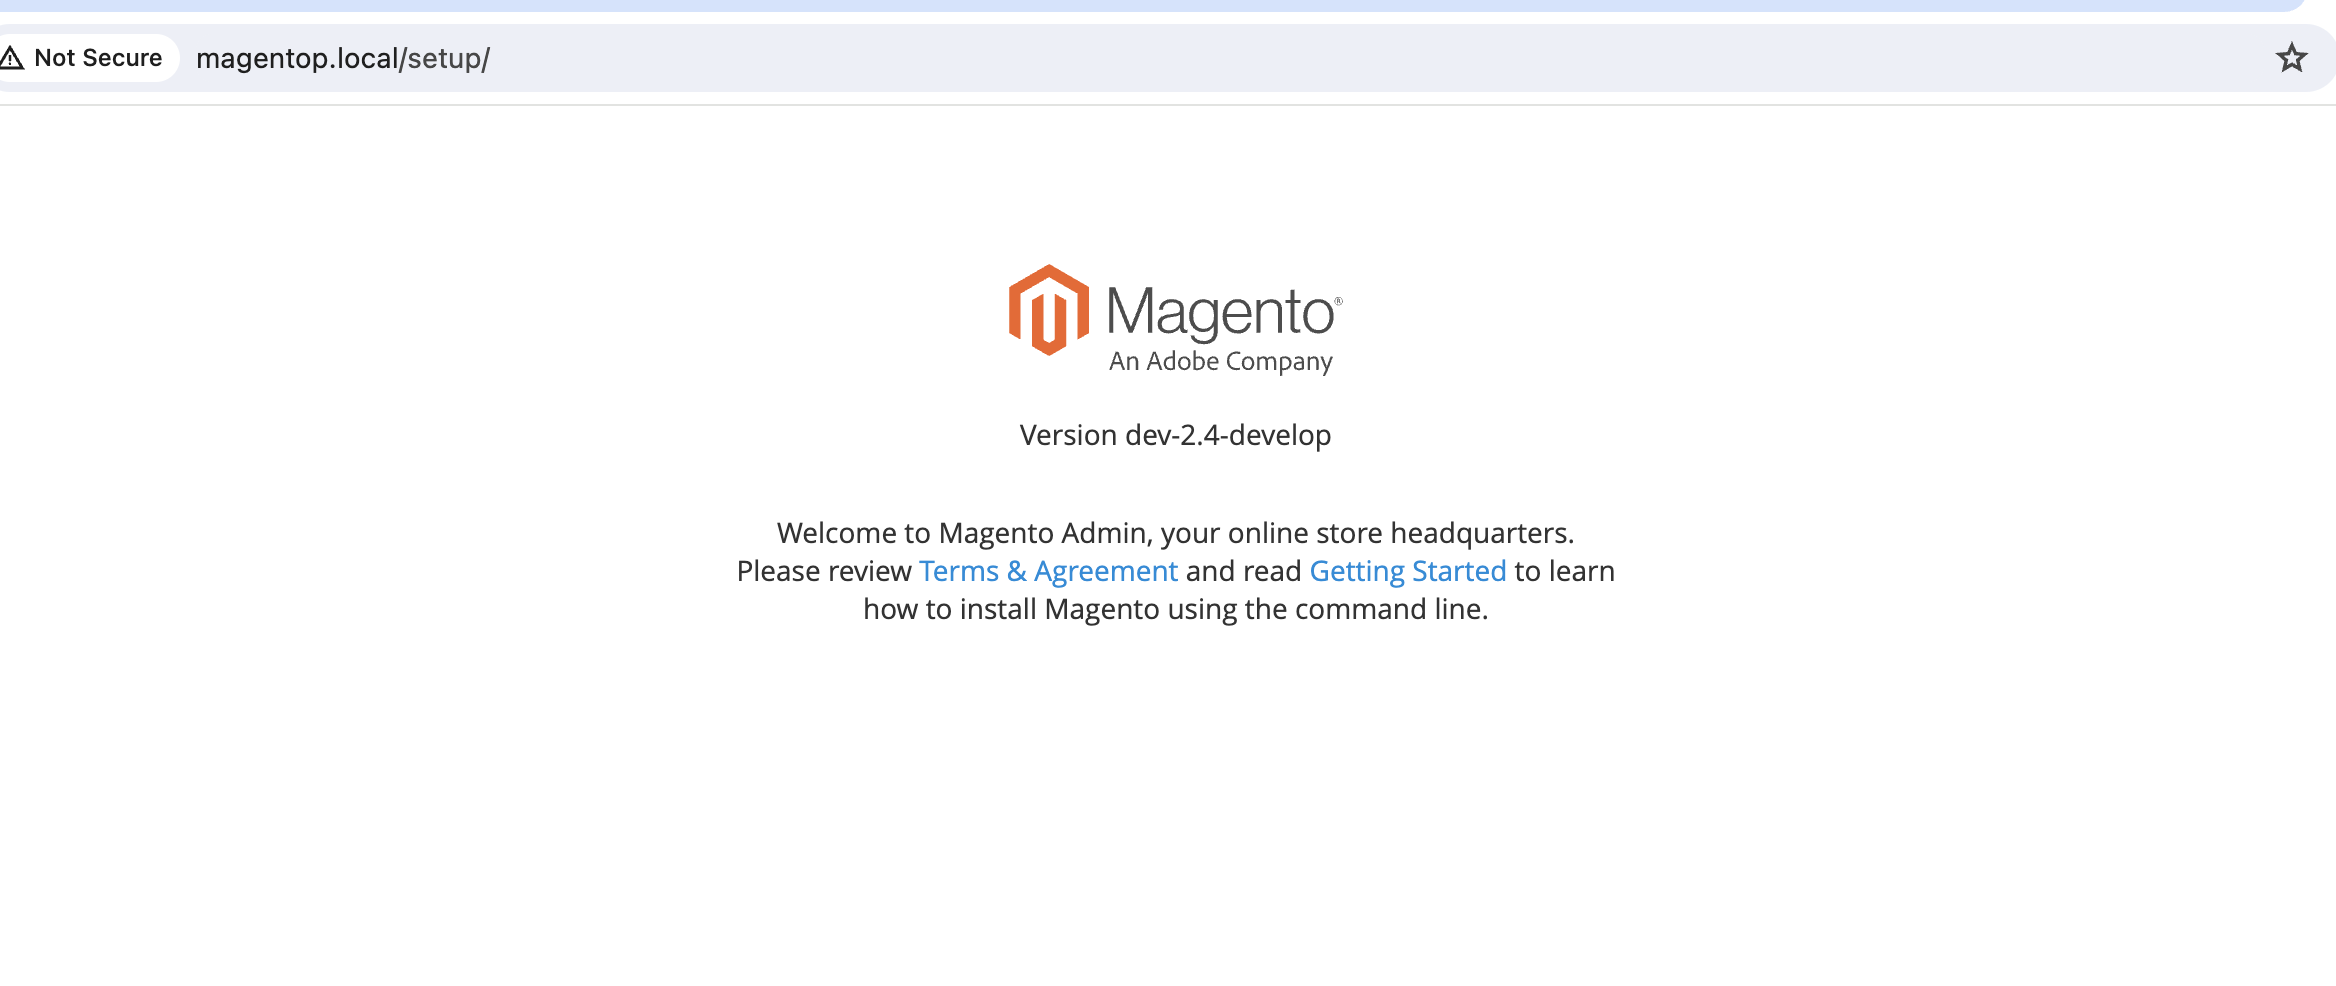 Not Secure magentop.local/setup/
Magento®
An Adobe Company
Version dev-2.4-develop
Welcome to Magento Admin, your online store headquarters.
Please review Terms & Agreement and read Getting Started to learn
how to install Magento using the command line.